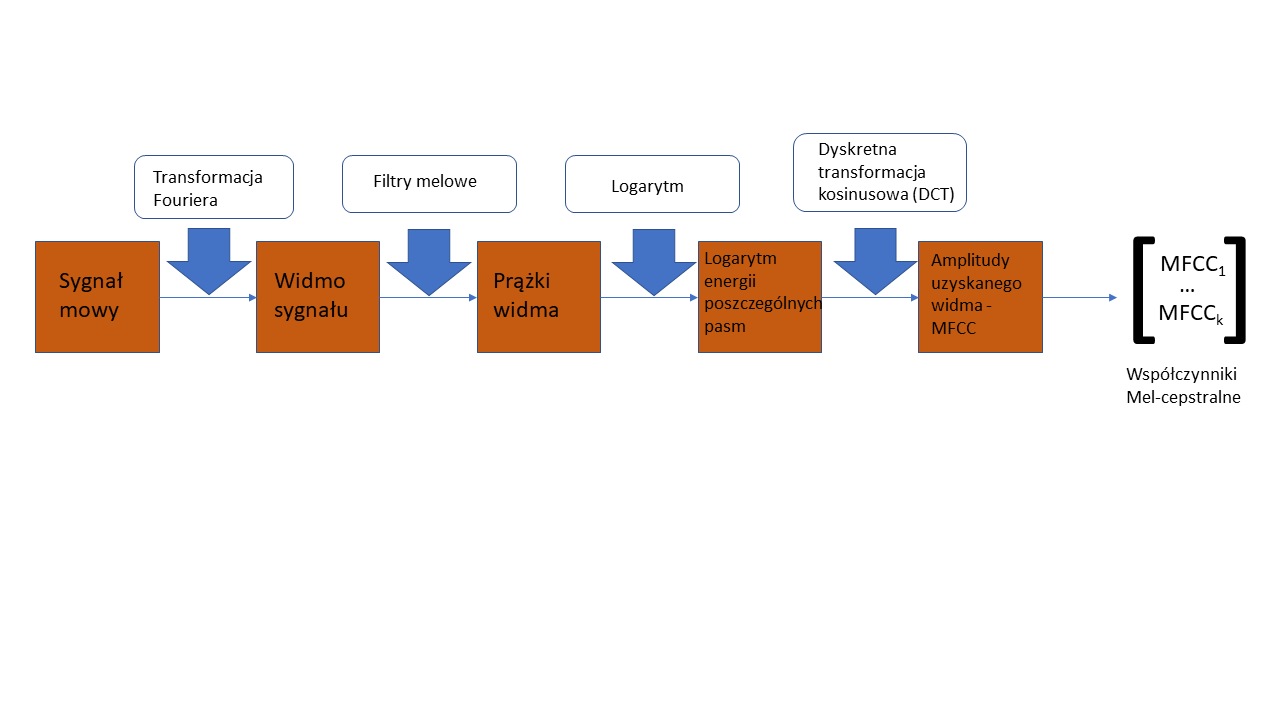 Transformacja
Fouriera
Filtry melowe
Logarytm
Dyskretna
transformacja
kosinusowa (DCT)
Sygnał
mowy
Widmo
sygnału
Prążki
widma
Logarytm
energii
poszczególnych
pasm
Amplitudy
uzyskanego
widma -
MFCC
MFCC1
...
MFCCk
Współczynniki
Mel-cepstralne